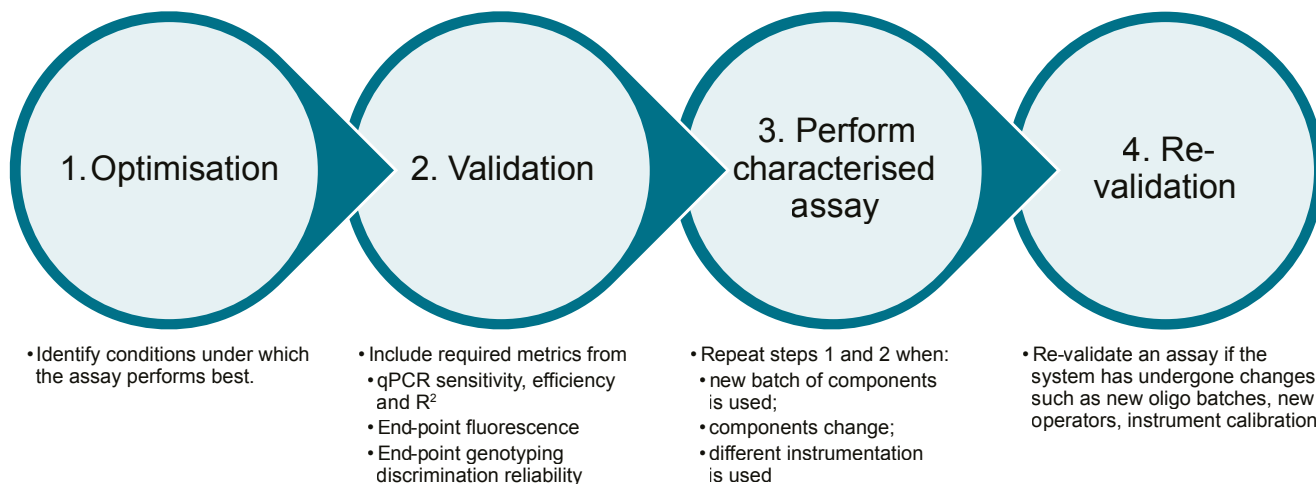 1. Optimisation
2. Validation
3. Perform
characterised
assay
4. Re-
validation
• Identify conditions under which
the assay performs best.
• Include required metrics from
• qPCR sensitivity, efficiency
and R²
• End-point fluorescence
• End-point genotyping
discrimination reliability
• Repeat steps 1 and 2 when:
• new batch of components
is used;
• components change;
• different instrumentation
is used
• Re-validate an assay if the
system has undergone changes
such as new oligo batches, new
operators, instrument calibration